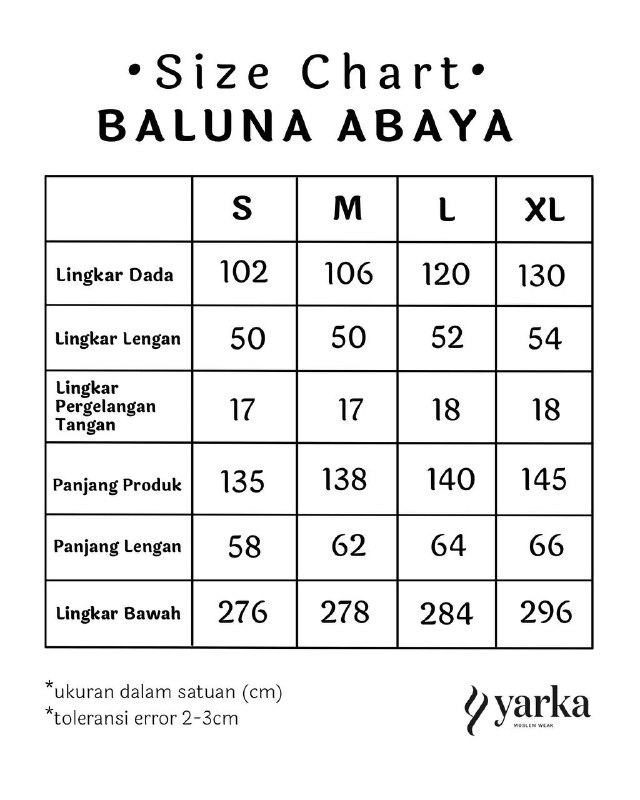 •Size Chart•
BALUNA ABAYA
S M L XL
Lingkar Dada 102 106 120 130
Lingkar Lengan 50 50 52 54
Lingkar
Pergelangan
Tangan 17 17 18 18
Panjang Produk 135 138 140 145
Panjang Lengan 58 62 64 66
Lingkar Bawah 276 278 284 296
*ukuran dalam satuan (cm)
*toleransi error 2-3cm
yarka
MUSLIM WEAR